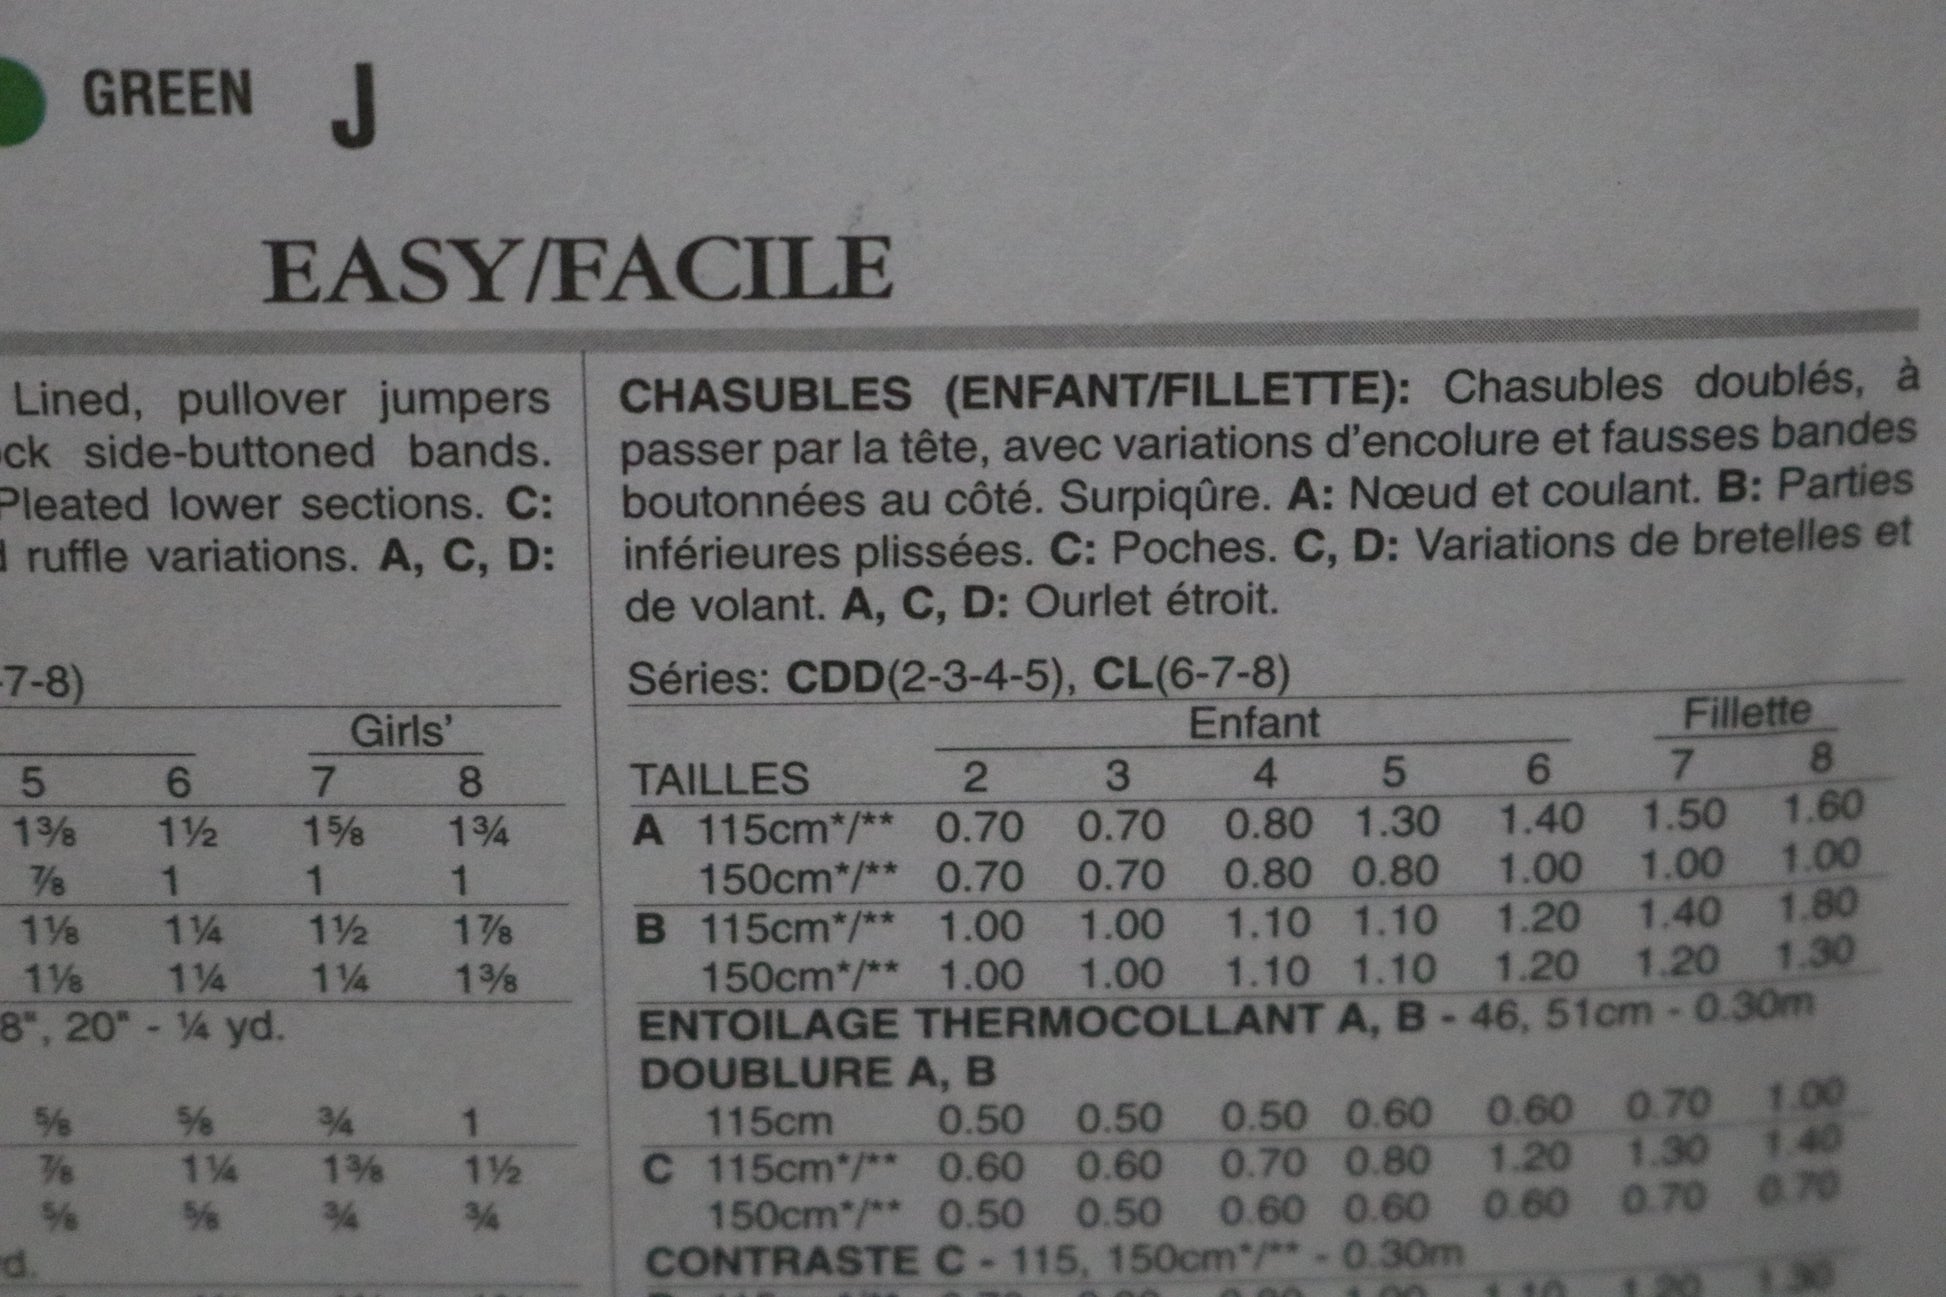 GREEN J
EASY/FACILE
Lined, pullover jumpers
ck side-buttoned bands.
Pleated lower sections. C:
ruffle variations. A, C, D:
-7-8)
Girls'
5 6 7 8
1⅜ 1½ 1⅝ 1¾
⅞ 1 1 1
1⅛ 1¼ 1½ 1⅞
1⅛ 1¼ 1¼ 1⅜
8", 20" - ¼ yd.
⅝ ⅝ ¾ 1
⅞ 1¼ 1⅜ 1½
⅝ ⅝ ¾ ¾
d.
CHASUBLES (ENFANT/FILLETTE): Chasubles doublés, à
passer par la tête, avec variations d'encolure et fausses bandes
boutonnées au côté. Surpiqûre. A: Nœud et coulant. B: Parties
inférieures plissées. C: Poches. C, D: Variations de bretelles et
de volant. A, C, D: Ourlet étroit.
Séries: CDD(2-3-4-5), CL(6-7-8)
Enfant Fillette
TAILLES 2 3 4 5 6 7 8
A 115cm*/** 0.70 0.70 0.80 1.30 1.40 1.50 1.60
150cm*/** 0.70 0.70 0.80 0.80 1.00 1.00 1.00
B 115cm*/** 1.00 1.00 1.10 1.10 1.20 1.40 1.80
150cm*/** 1.00 1.00 1.10 1.10 1.20 1.20 1.30
ENTOILAGE THERMOCOLLANT A, B - 46, 51cm - 0.30m
DOUBLURE A, B
115cm 0.50 0.50 0.50 0.60 0.60 0.70 1.00
C 115cm*/** 0.60 0.60 0.70 0.80 1.20 1.30 1.40
150cm*/** 0.50 0.50 0.60 0.60 0.60 0.70 0.70
CONTRASTE C - 115, 150cm*/** - 0.30m